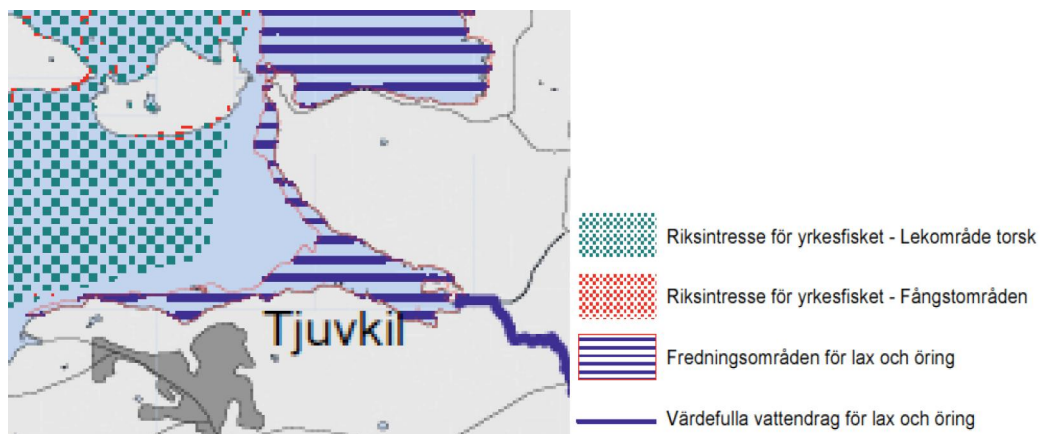 Tjuvkil
Riksintresse för yrkesfisket - Lekområde torsk
Riksintresse för yrkesfisket - Fångstområden
Fredningsområden för lax och öring
Värdefulla vattendrag för lax och öring